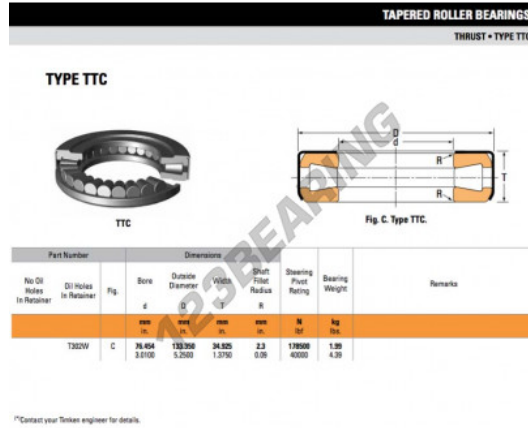 TAPERED ROLLER BEARINGS
THRUST • TYPE TTC
TYPE TTC
TTC
D
d
R
T
R
Fig. C. Type TTC.
123BEARING
Part Number Dimensions
No Oil Holes In Retainer Oil Holes In Retainer Fig. Bore Outside Diameter Width Shaft Fillet Radius Steering Pivot Rating Bearing Weight Remarks
d D T R
mm mm mm mm N kg
in. in. in. in. lbf lbs.
T302W C 76.454 133.350 34.925 2.3 178500 1.99
3.0100 5.2500 1.3750 0.09 40000 4.39
(*)Contact your Timken engineer for details.